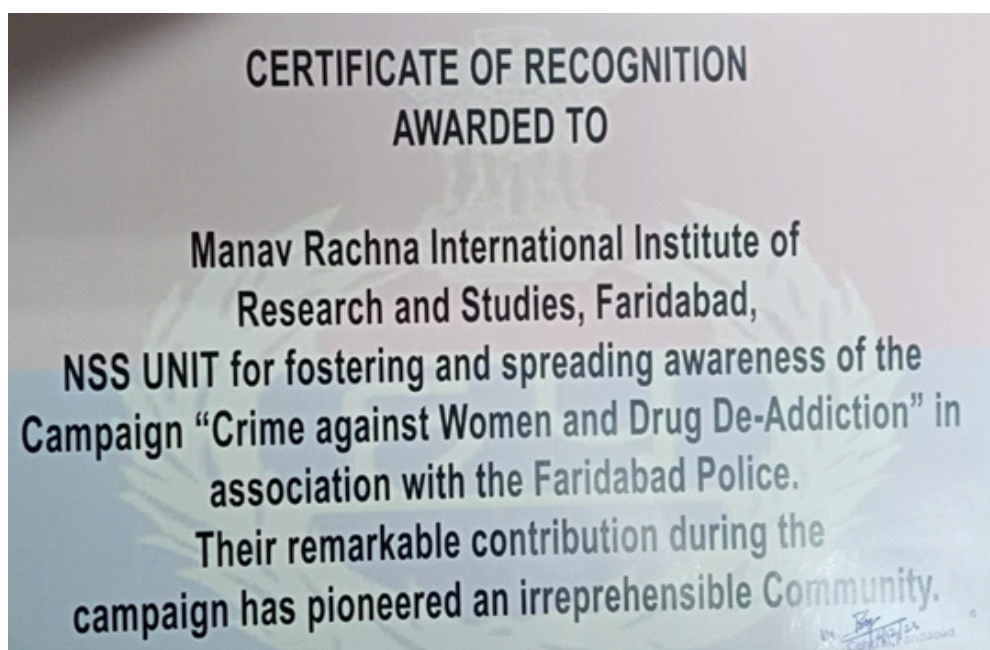 CERTIFICATE OF RECOGNITION
AWARDED TO
Manav Rachna International Institute of
Research and Studies, Faridabad,
NSS UNIT for fostering and spreading awareness of the
Campaign “Crime against Women and Drug De-Addiction” in
association with the Faridabad Police.
Their remarkable contribution during the
campaign has pioneered an irreprehensible Community.
Faridabad